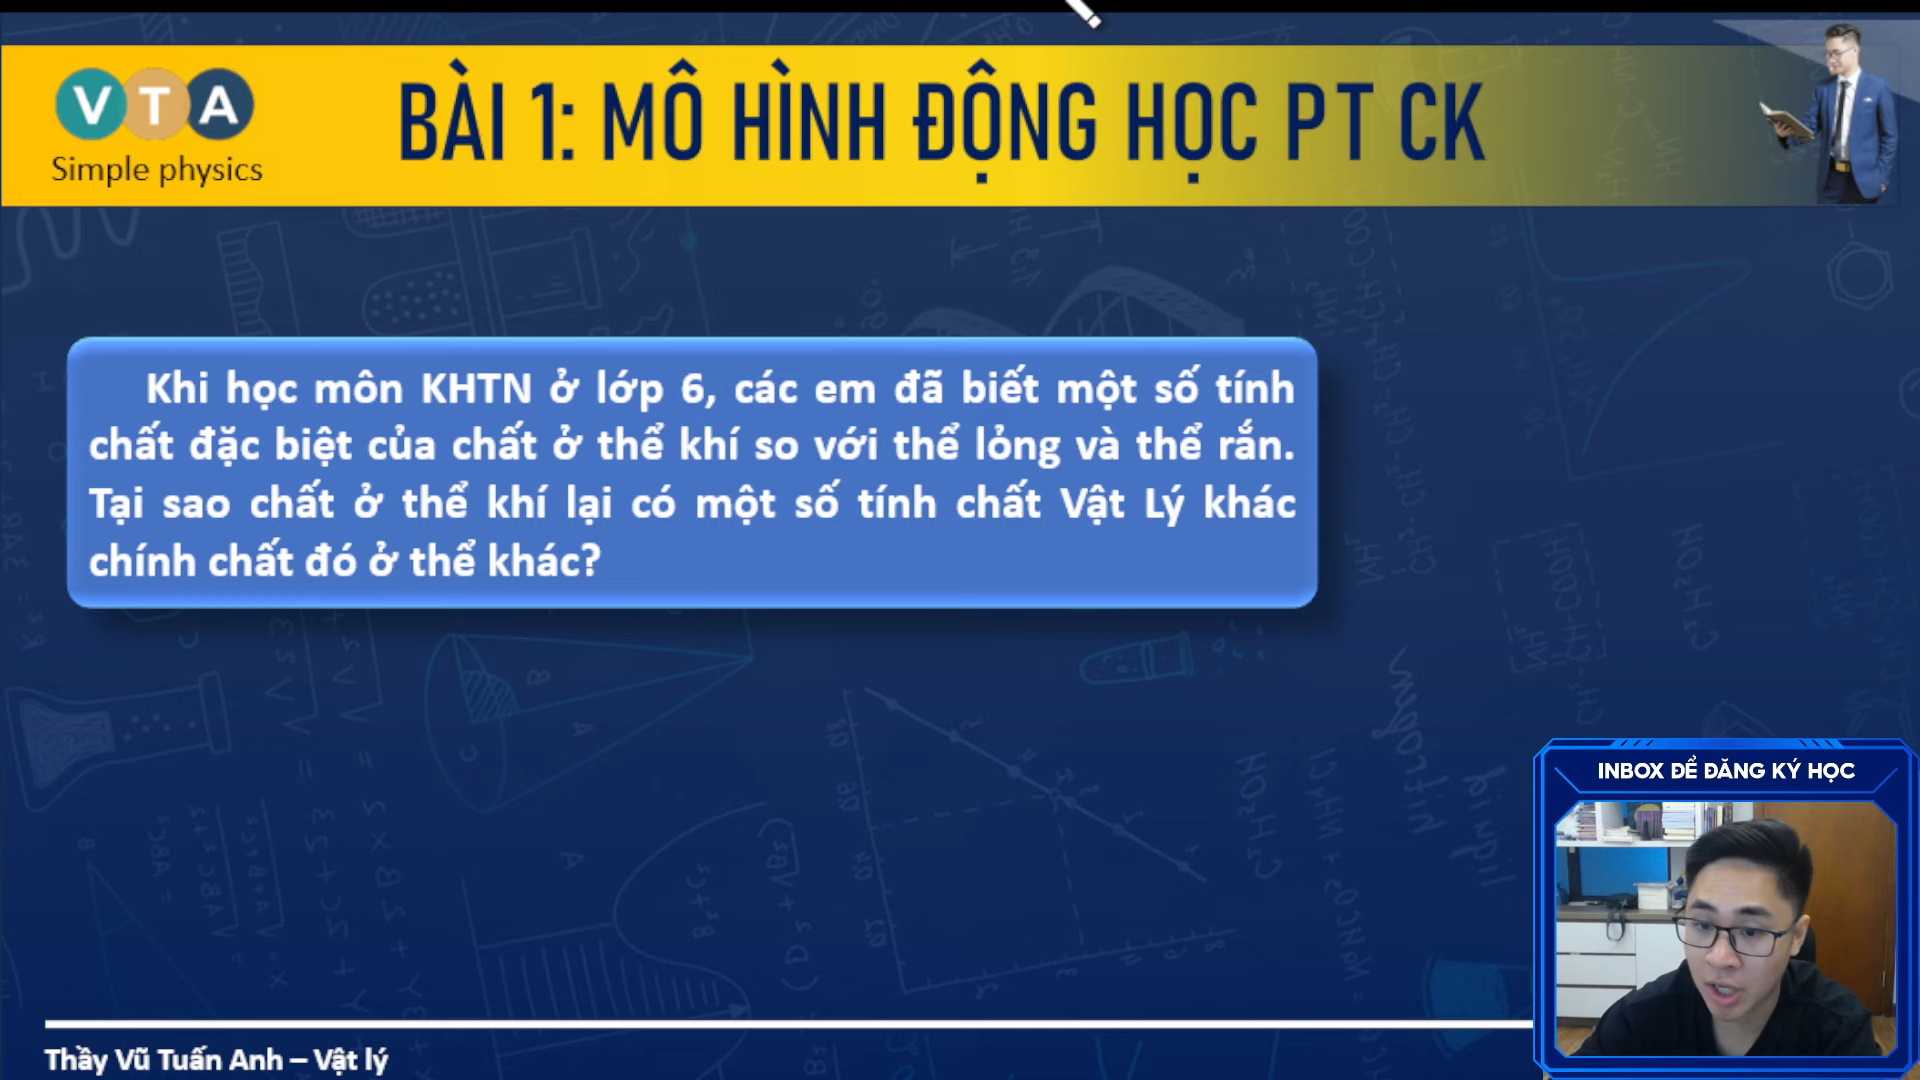 VTA
Simple physics
BÀI 1: MÔ HÌNH ĐỘNG HỌC PT CK
Khi học môn KHTN ở lớp 6, các em đã biết một số tính
chất đặc biệt của chất ở thể khí so với thể lỏng và thể rắn.
Tại sao chất ở thể khí lại có một số tính chất Vật Lý khác
chính chất đó ở thể khác?
INBOX ĐỂ ĐĂNG KÝ HỌC
Thầy Vũ Tuấn Anh – Vật lý